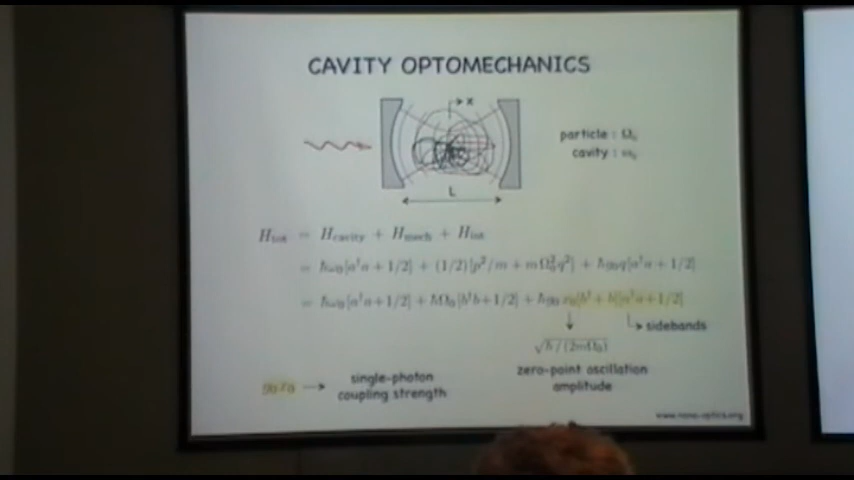 CAVITY OPTOMECHANICS
x
particle : Ω₀
cavity : ω₀
L
H_tot = H_cavity + H_mech + H_int
= ħω₀[a†a + 1/2] + (1/2)[p²/m + mΩ₀²q²] + ħg₀q[a†a + 1/2]
= ħω₀[a†a + 1/2] + ħΩ₀[b†b + 1/2] + ħg₀ x₀[b† + b][a†a + 1/2]
sidebands
√ħ/(2mΩ₀)
zero-point oscillation
amplitude
g₀x₀ → single-photon
coupling strength
www.nano-optics.org